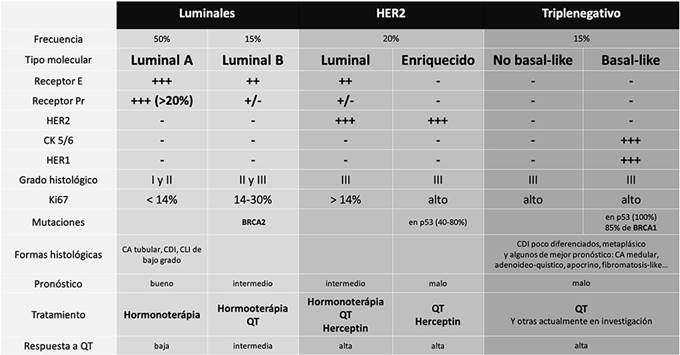 Luminales HER2 Triplenegativo
Frecuencia 50% 15% 20% 15%
Tipo molecular Luminal A Luminal B Luminal Enriquecido No basal-like Basal-like
Receptor E +++ ++ ++ - - -
Receptor Pr +++ (>20%) +/- +/- - - -
HER2 - - +++ +++ - -
CK 5/6 - - - - - +++
HER1 - - - - - +++
Grado histológico I y II II y III III III III III
Ki67 < 14% 14-30% > 14% alto alto alto
Mutaciones BRCA2 en p53 (40-80%) en p53 (100%)
85% de BRCA1
Formas histológicas CA tubular, CDI, CLI de
bajo grado
CDI poco diferenciados, metaplásico
y algunos de mejor pronóstico: CA medular,
adenoideo-quistico, apocrino, fibromatosis-like...
Pronóstico bueno intermedio intermedio malo malo
Tratamiento Hormonoterápia Hormooterápia
QT
Hormonoterápia
QT
Herceptin
QT
Herceptin
QT
Y otras actualmente en investigación
Respuesta a QT baja intermedia alta alta alta